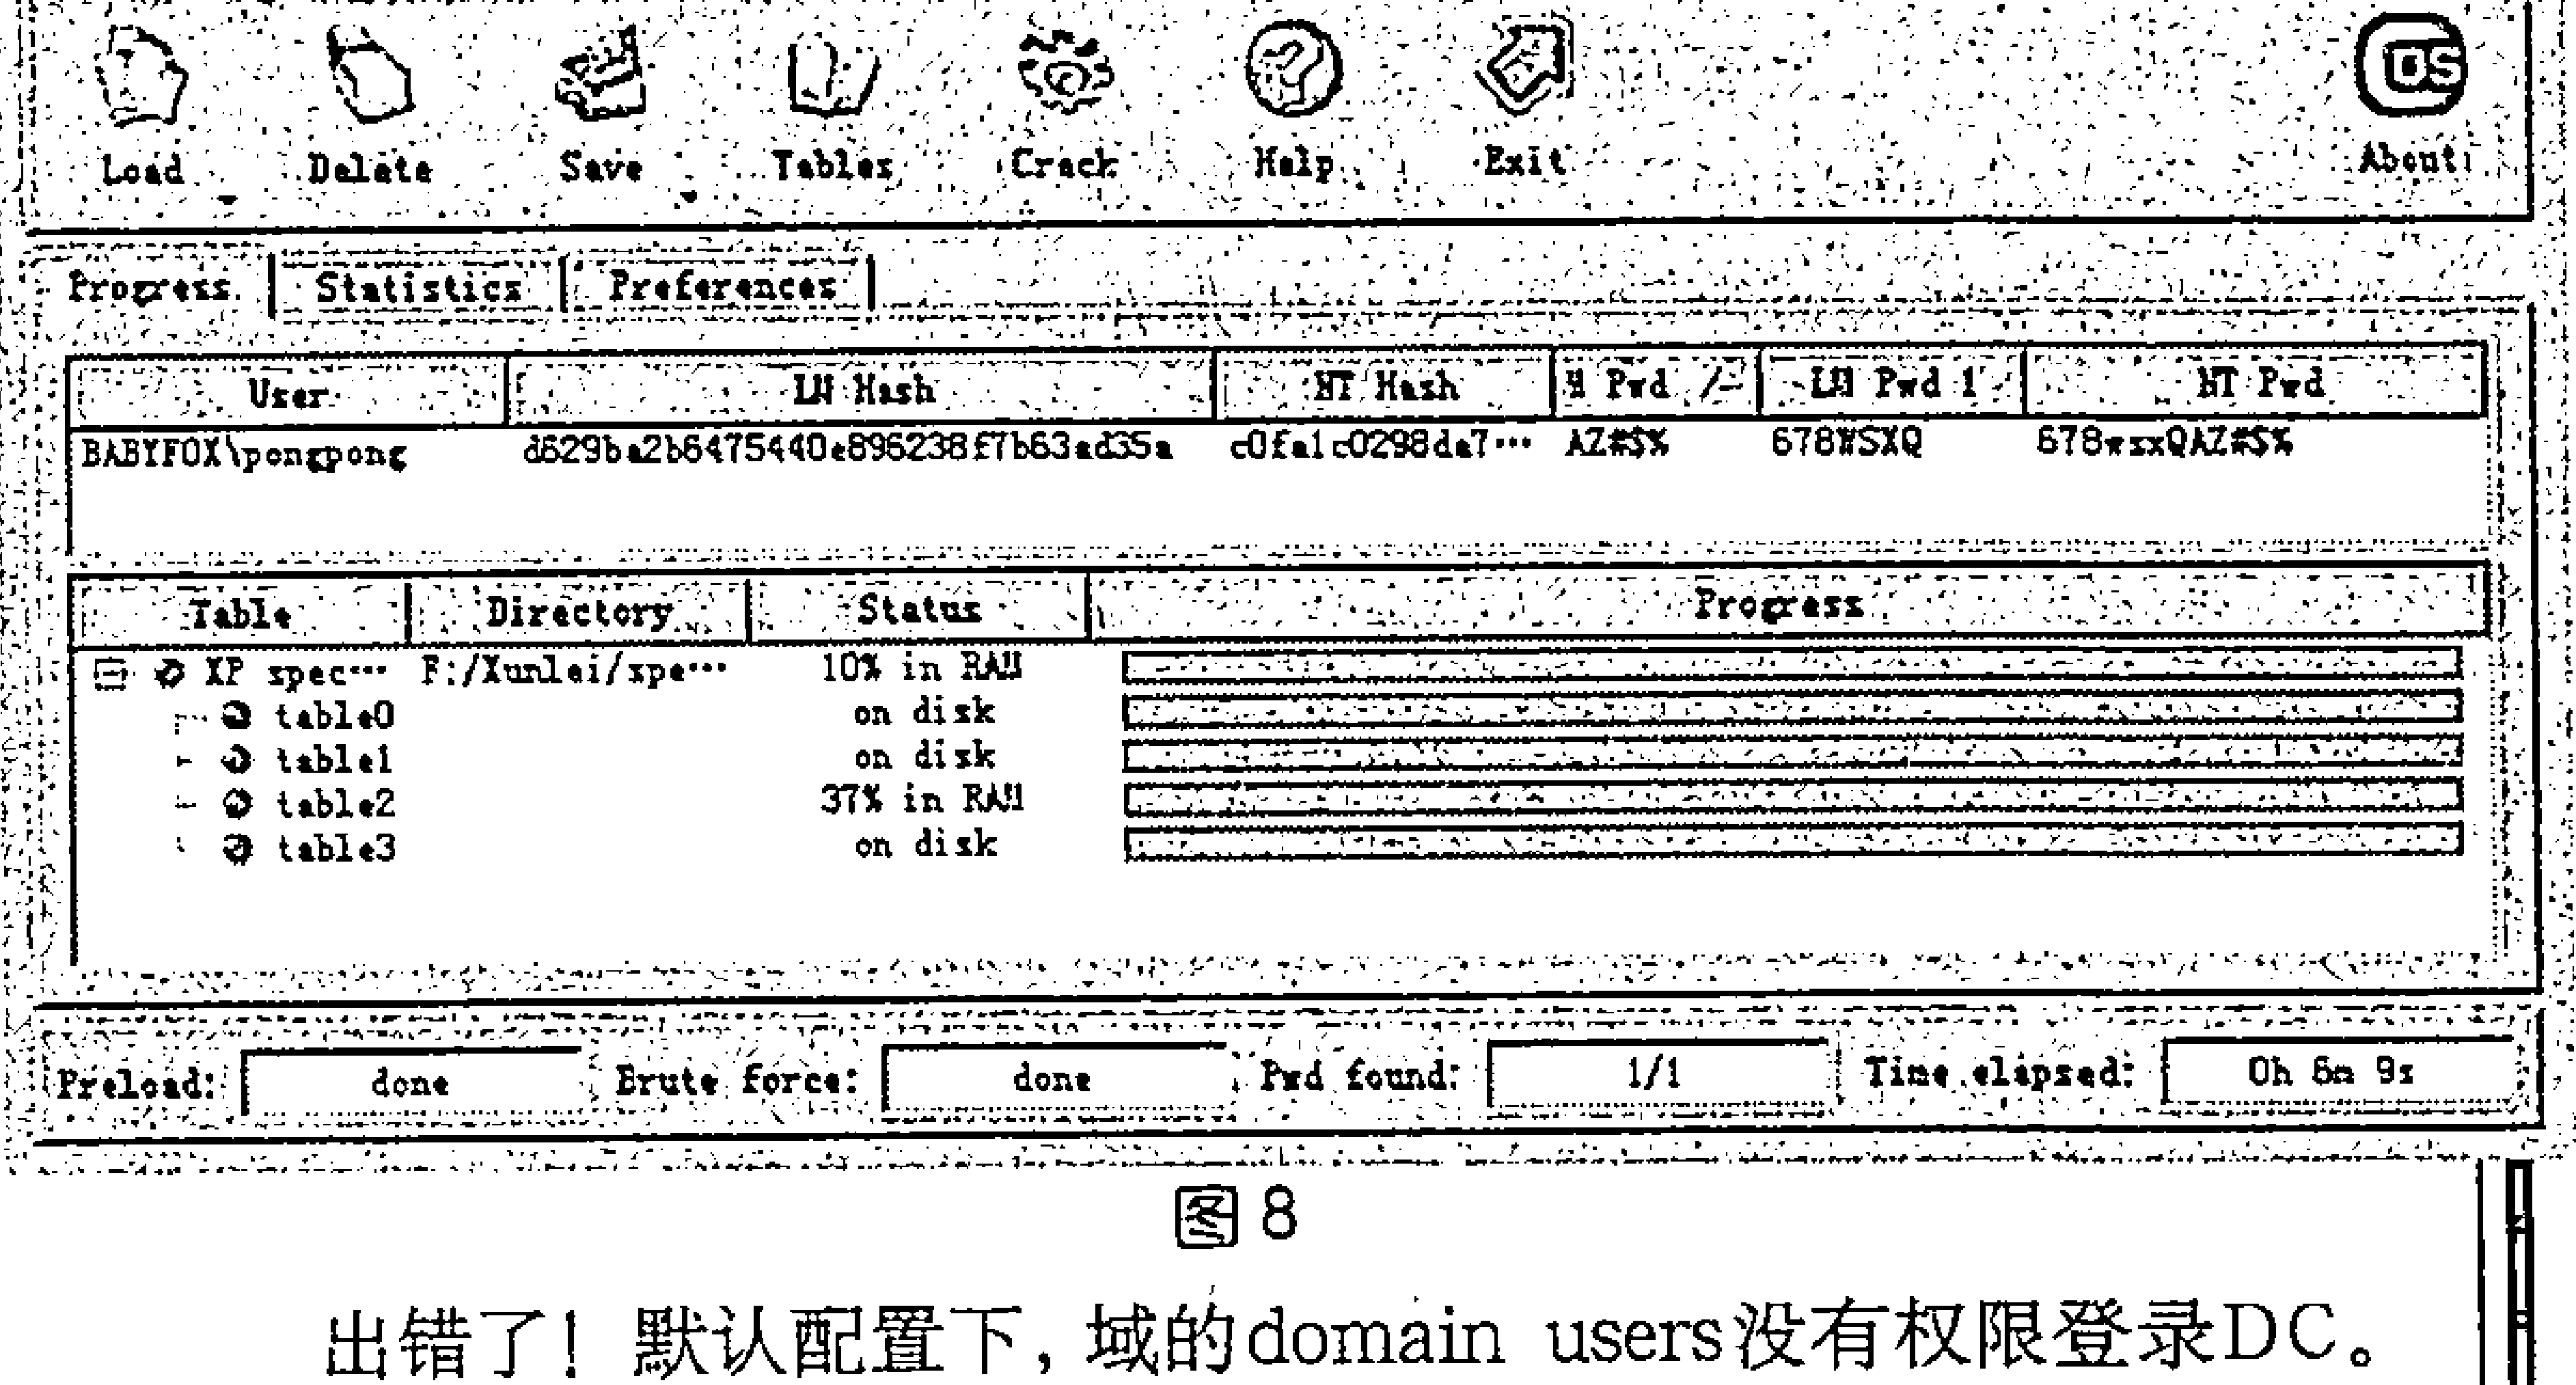 os
Load Delete Save Tables Crack Help Exit About
Progress Statistics Preferences
User LM Hash NT Hash M Pwd / LM Pwd 1 NT Pwd
BABYFOX\pongpong d629ba2b6475440e896238f7b63ad35a c0fa1c0298da7… AZ#$% 678WSXQ 678wsxQAZ#$%
Table Directory Status Progress
XP spec… F:/Xunlei/spe… 10% in RAM
table0 on disk
table1 on disk
table2 37% in RAM
table3 on disk
Preload: done Brute force: done Pwd found: 1/1 Time elapsed:
图 8
出错了！默认配置下，域的domain users没有权限登录DC。